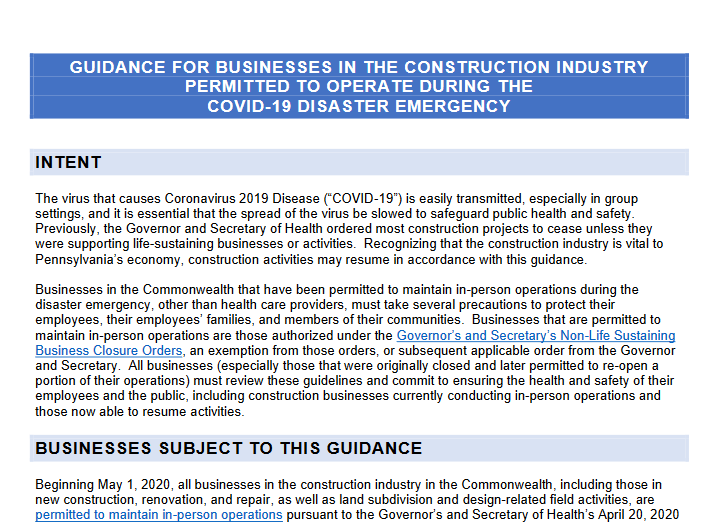 GUIDANCE FOR BUSINESSES IN THE CONSTRUCTION INDUSTRY
PERMITTED TO OPERATE DURING THE
COVID-19 DISASTER EMERGENCY
INTENT
The virus that causes Coronavirus 2019 Disease (“COVID-19”) is easily transmitted, especially in group
settings, and it is essential that the spread of the virus be slowed to safeguard public health and safety.
Previously, the Governor and Secretary of Health ordered most construction projects to cease unless they
were supporting life-sustaining businesses or activities.  Recognizing that the construction industry is vital to
Pennsylvania’s economy, construction activities may resume in accordance with this guidance.
Businesses in the Commonwealth that have been permitted to maintain in-person operations during the
disaster emergency, other than health care providers, must take several precautions to protect their
employees, their employees’ families, and members of their communities.  Businesses that are permitted to
maintain in-person operations are those authorized under the Governor’s and Secretary’s Non-Life Sustaining
Business Closure Orders, an exemption from those orders, or subsequent applicable order from the Governor
and Secretary.  All businesses (especially those that were originally closed and later permitted to re-open a
portion of their operations) must review these guidelines and commit to ensuring the health and safety of their
employees and the public, including construction businesses currently conducting in-person operations and
those now able to resume activities.
BUSINESSES SUBJECT TO THIS GUIDANCE
Beginning May 1, 2020, all businesses in the construction industry in the Commonwealth, including those in
new construction, renovation, and repair, as well as land subdivision and design-related field activities, are
permitted to maintain in-person operations pursuant to the Governor’s and Secretary of Health’s April 20, 2020